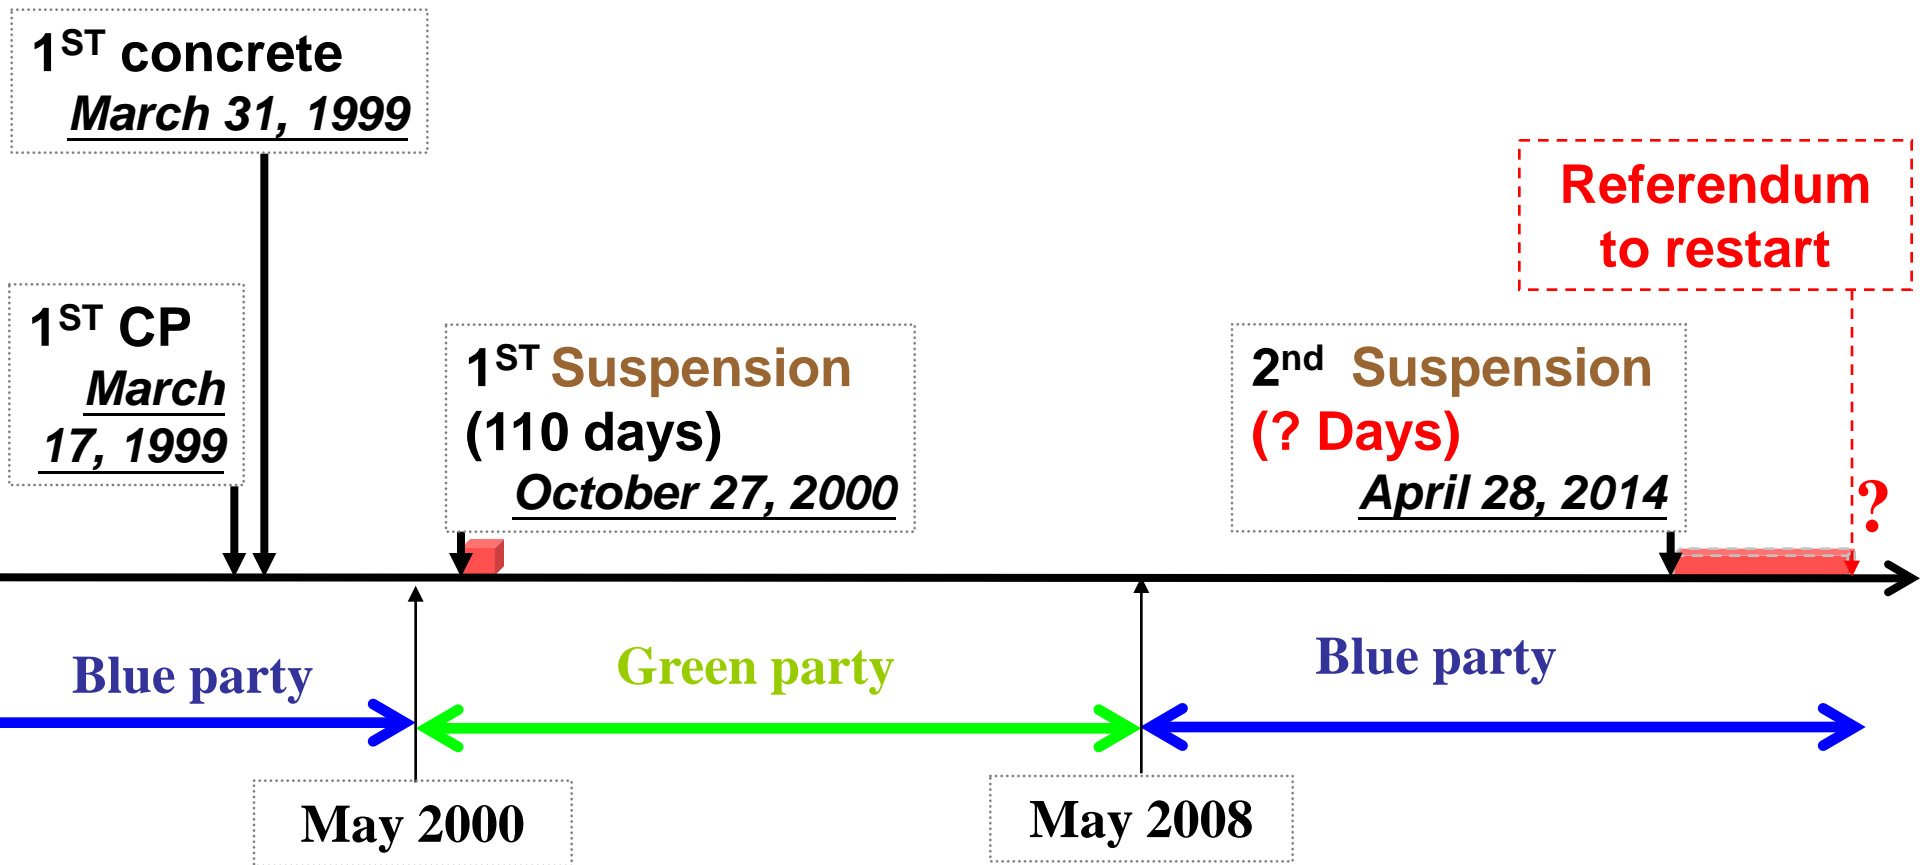 1ST concrete
March 31, 1999
Referendum
to restart
1ST CP
March
17, 1999
1ST Suspension
(110 days)
October 27, 2000
2nd Suspension
(? Days)
April 28, 2014
?
Blue party
Green party
Blue party
May 2000
May 2008